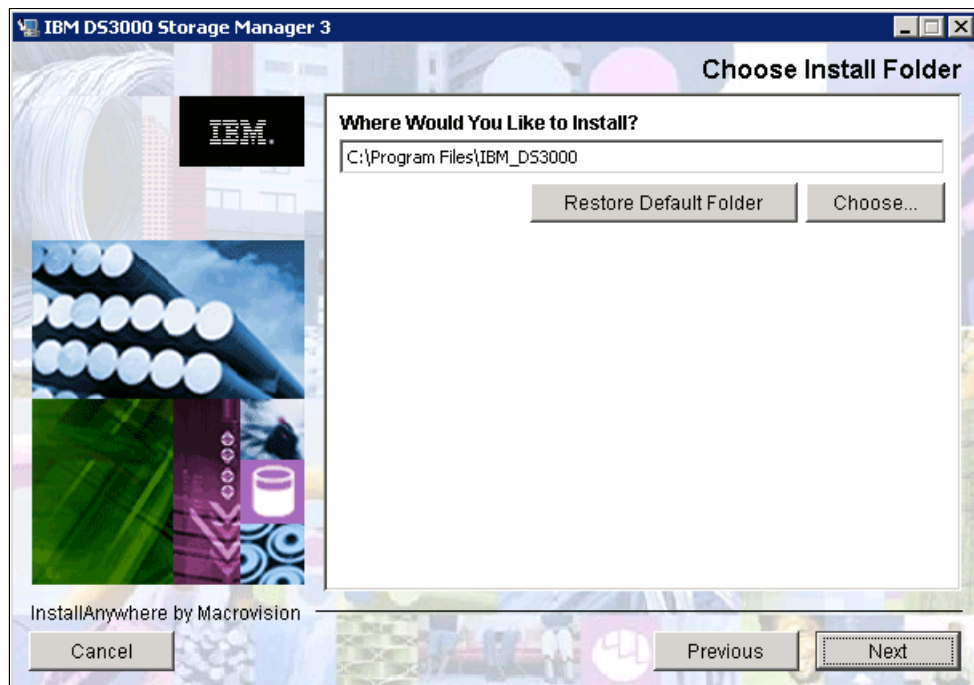 IBM DS3000 Storage Manager 3
Choose Install Folder
IBM.
Where Would You Like to Install?
C:\Program Files\IBM_DS3000
Restore Default Folder
Choose...
InstallAnywhere by Macrovision
Cancel
Previous
Next